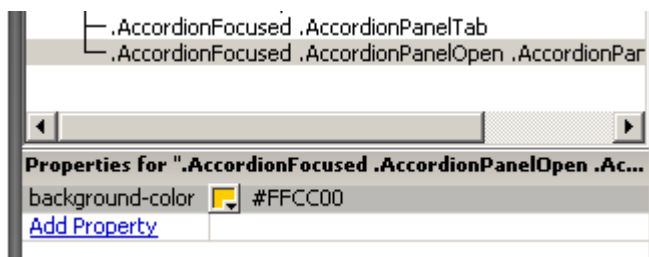 .AccordionFocused .AccordionPanelTab
.AccordionFocused .AccordionPanelOpen .AccordionPar
Properties for ".AccordionFocused .AccordionPanelOpen .Ac...
background-color #FFCC00
Add Property